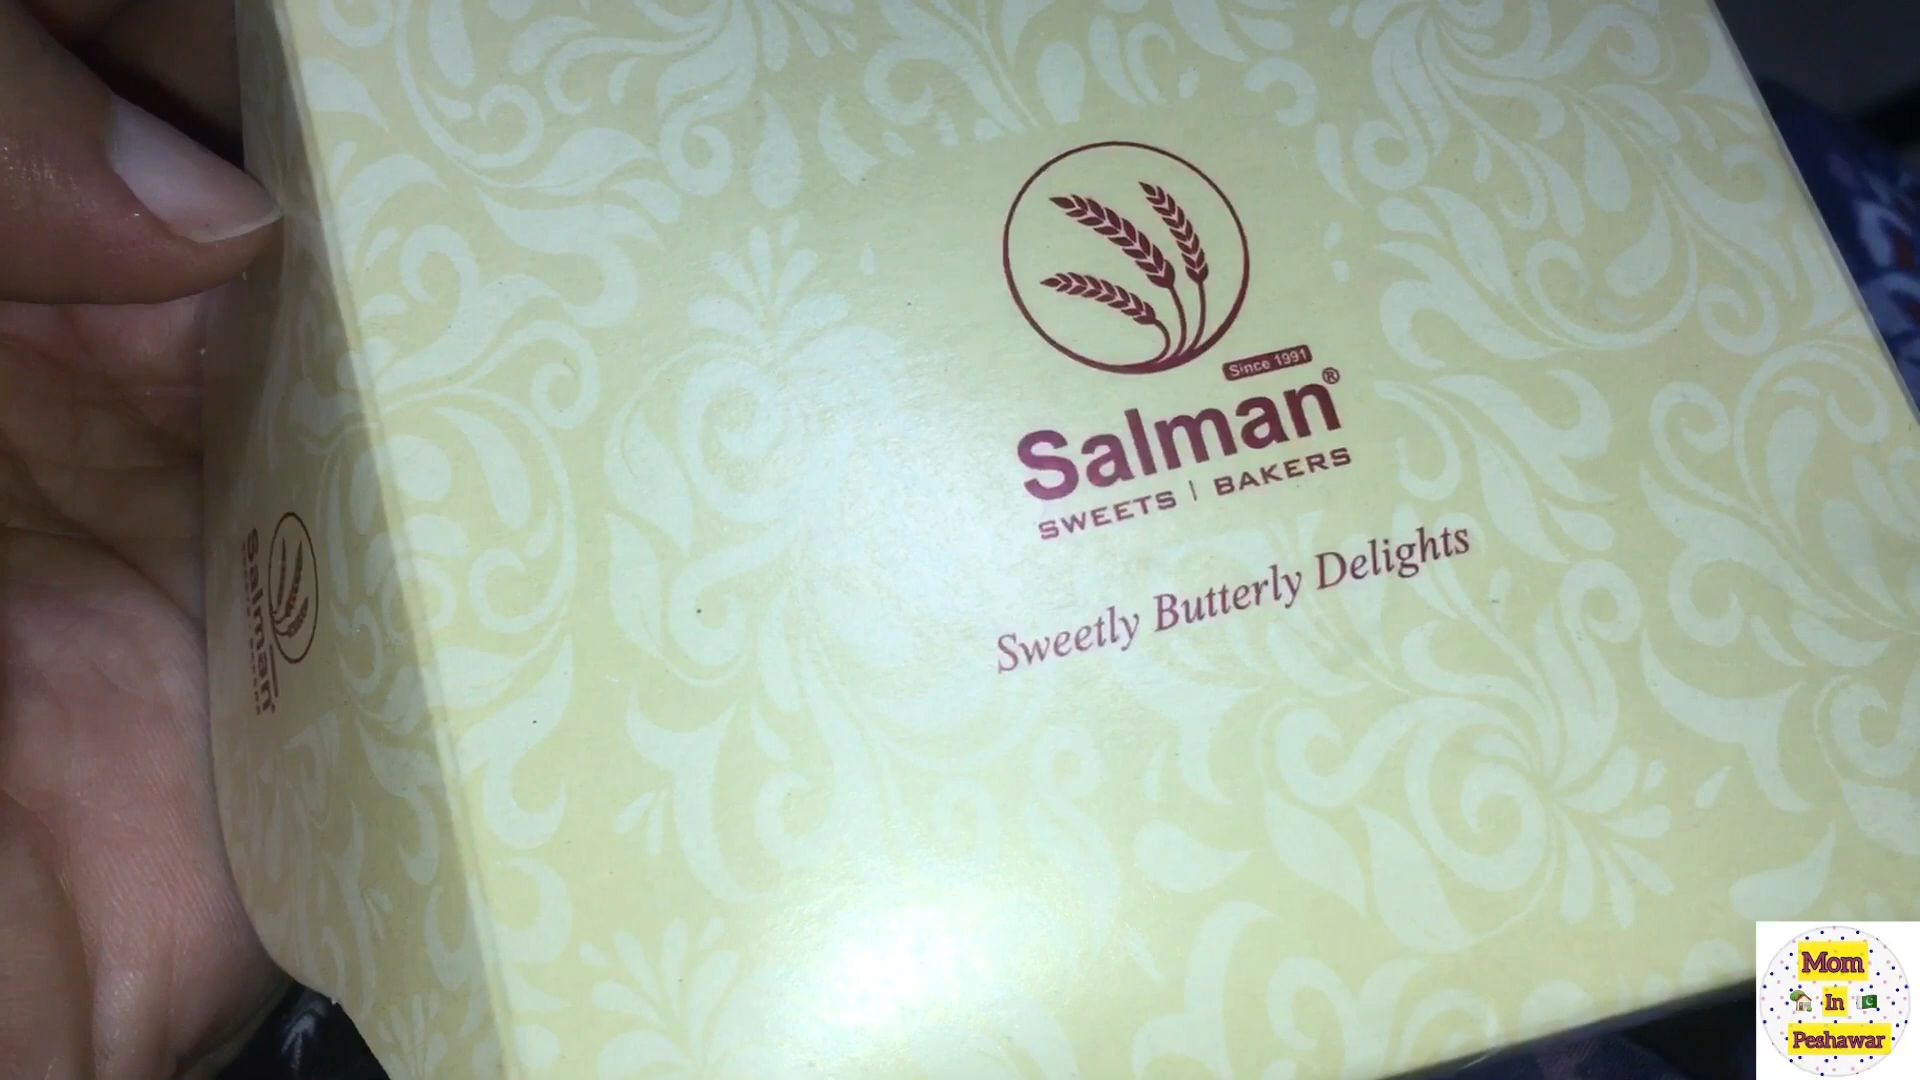 Since 1991
Salman®
SWEETS | BAKERS
Sweetly Butterly Delights
Salman
Mom
In
Peshawar